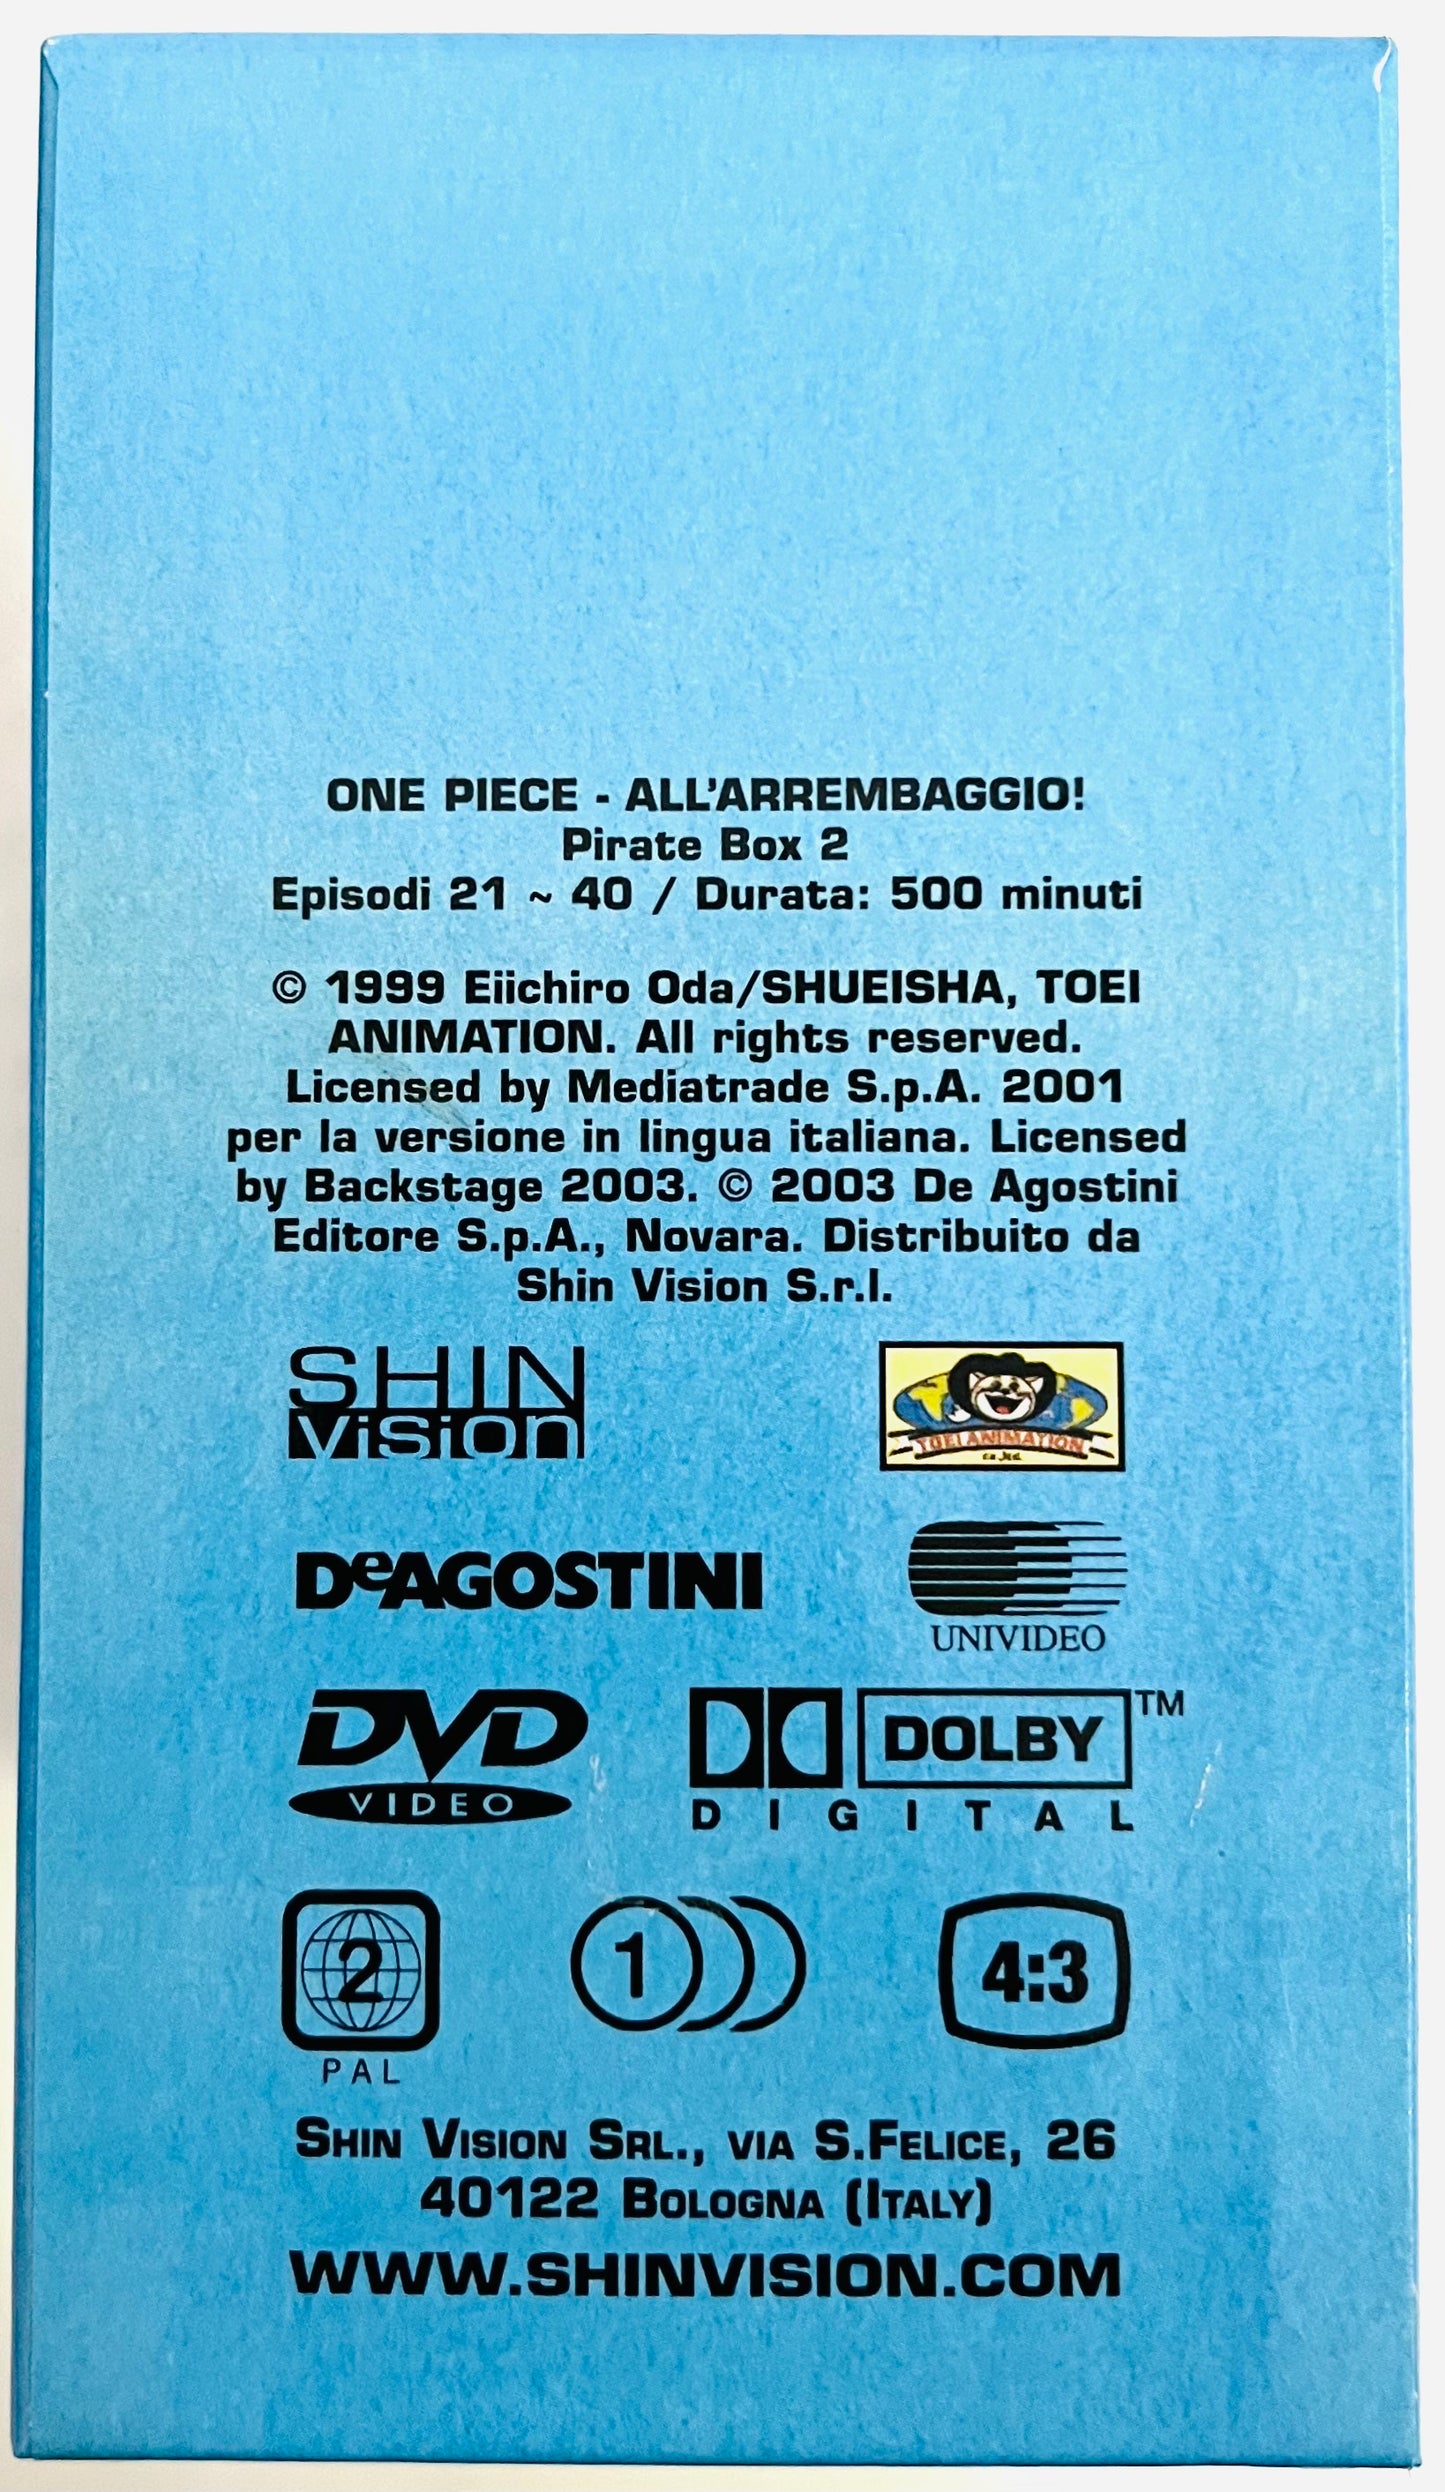 ONE PIECE - ALL'ARREMBAGGIO!
Pirate Box 2
Episodi 21 ~ 40 / Durata: 500 minuti
© 1999 Eiichiro Oda/SHUEISHA, TOEI
ANIMATION. All rights reserved.
Licensed by Mediatrade S.p.A. 2001
per la versione in lingua italiana. Licensed
by Backstage 2003. © 2003 De Agostini
Editore S.p.A., Novara. Distribuito da
Shin Vision S.r.l.
SHIN
Vision
TOEI ANIMATION
DeAGOSTINI
UNIVIDEO
DVD
VIDEO
DOLBY™
DIGITAL
2
PAL
1
4:3
SHIN VISION SRL., VIA S.FELICE, 26
40122 BOLOGNA (ITALY)
WWW.SHINVISION.COM